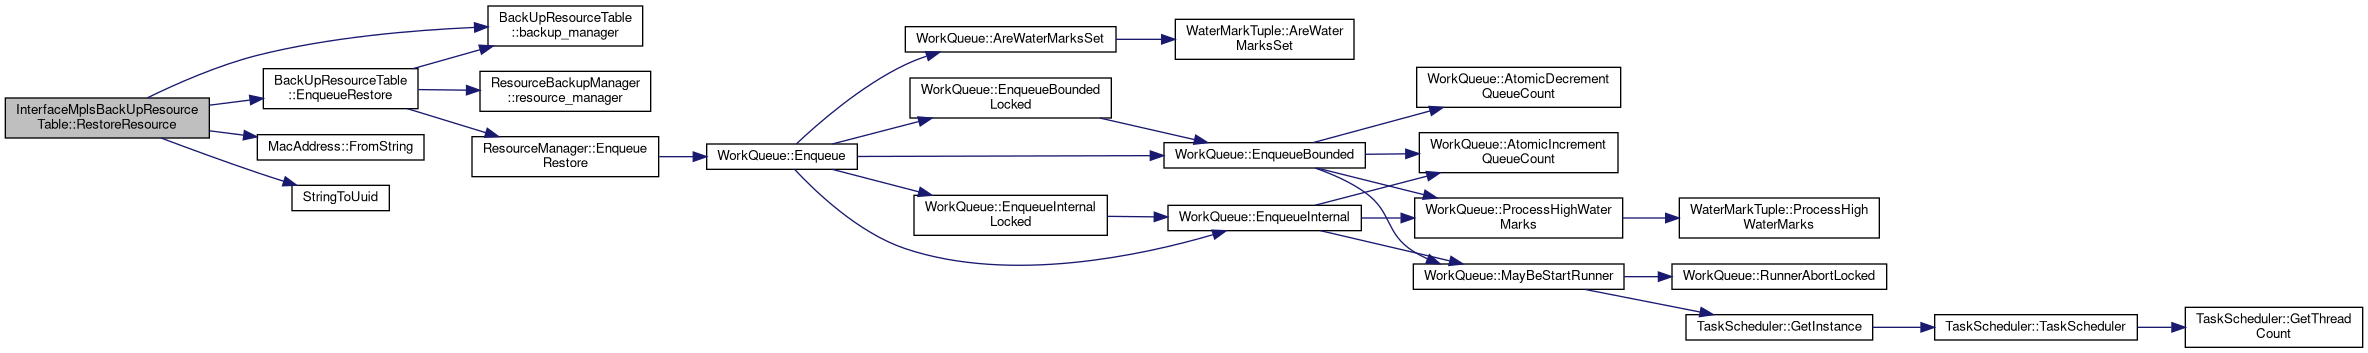 InterfaceMplsBackUpResource
Table::RestoreResource
BackUpResourceTable
::backup_manager
BackUpResourceTable
::EnqueueRestore
ResourceBackupManager
::resource_manager
MacAddress::FromString
StringToUuid
ResourceManager::Enqueue
Restore
WorkQueue::Enqueue
WorkQueue::AreWaterMarksSet
WaterMarkTuple::AreWater
MarksSet
WorkQueue::EnqueueBounded
Locked
WorkQueue::EnqueueBounded
WorkQueue::EnqueueInternal
Locked
WorkQueue::EnqueueInternal
WorkQueue::AtomicDecrement
QueueCount
WorkQueue::AtomicIncrement
QueueCount
WorkQueue::ProcessHighWater
Marks
WaterMarkTuple::ProcessHigh
WaterMarks
WorkQueue::MayBeStartRunner
WorkQueue::RunnerAbortLocked
TaskScheduler::GetInstance
TaskScheduler::TaskScheduler
TaskScheduler::GetThread
Count